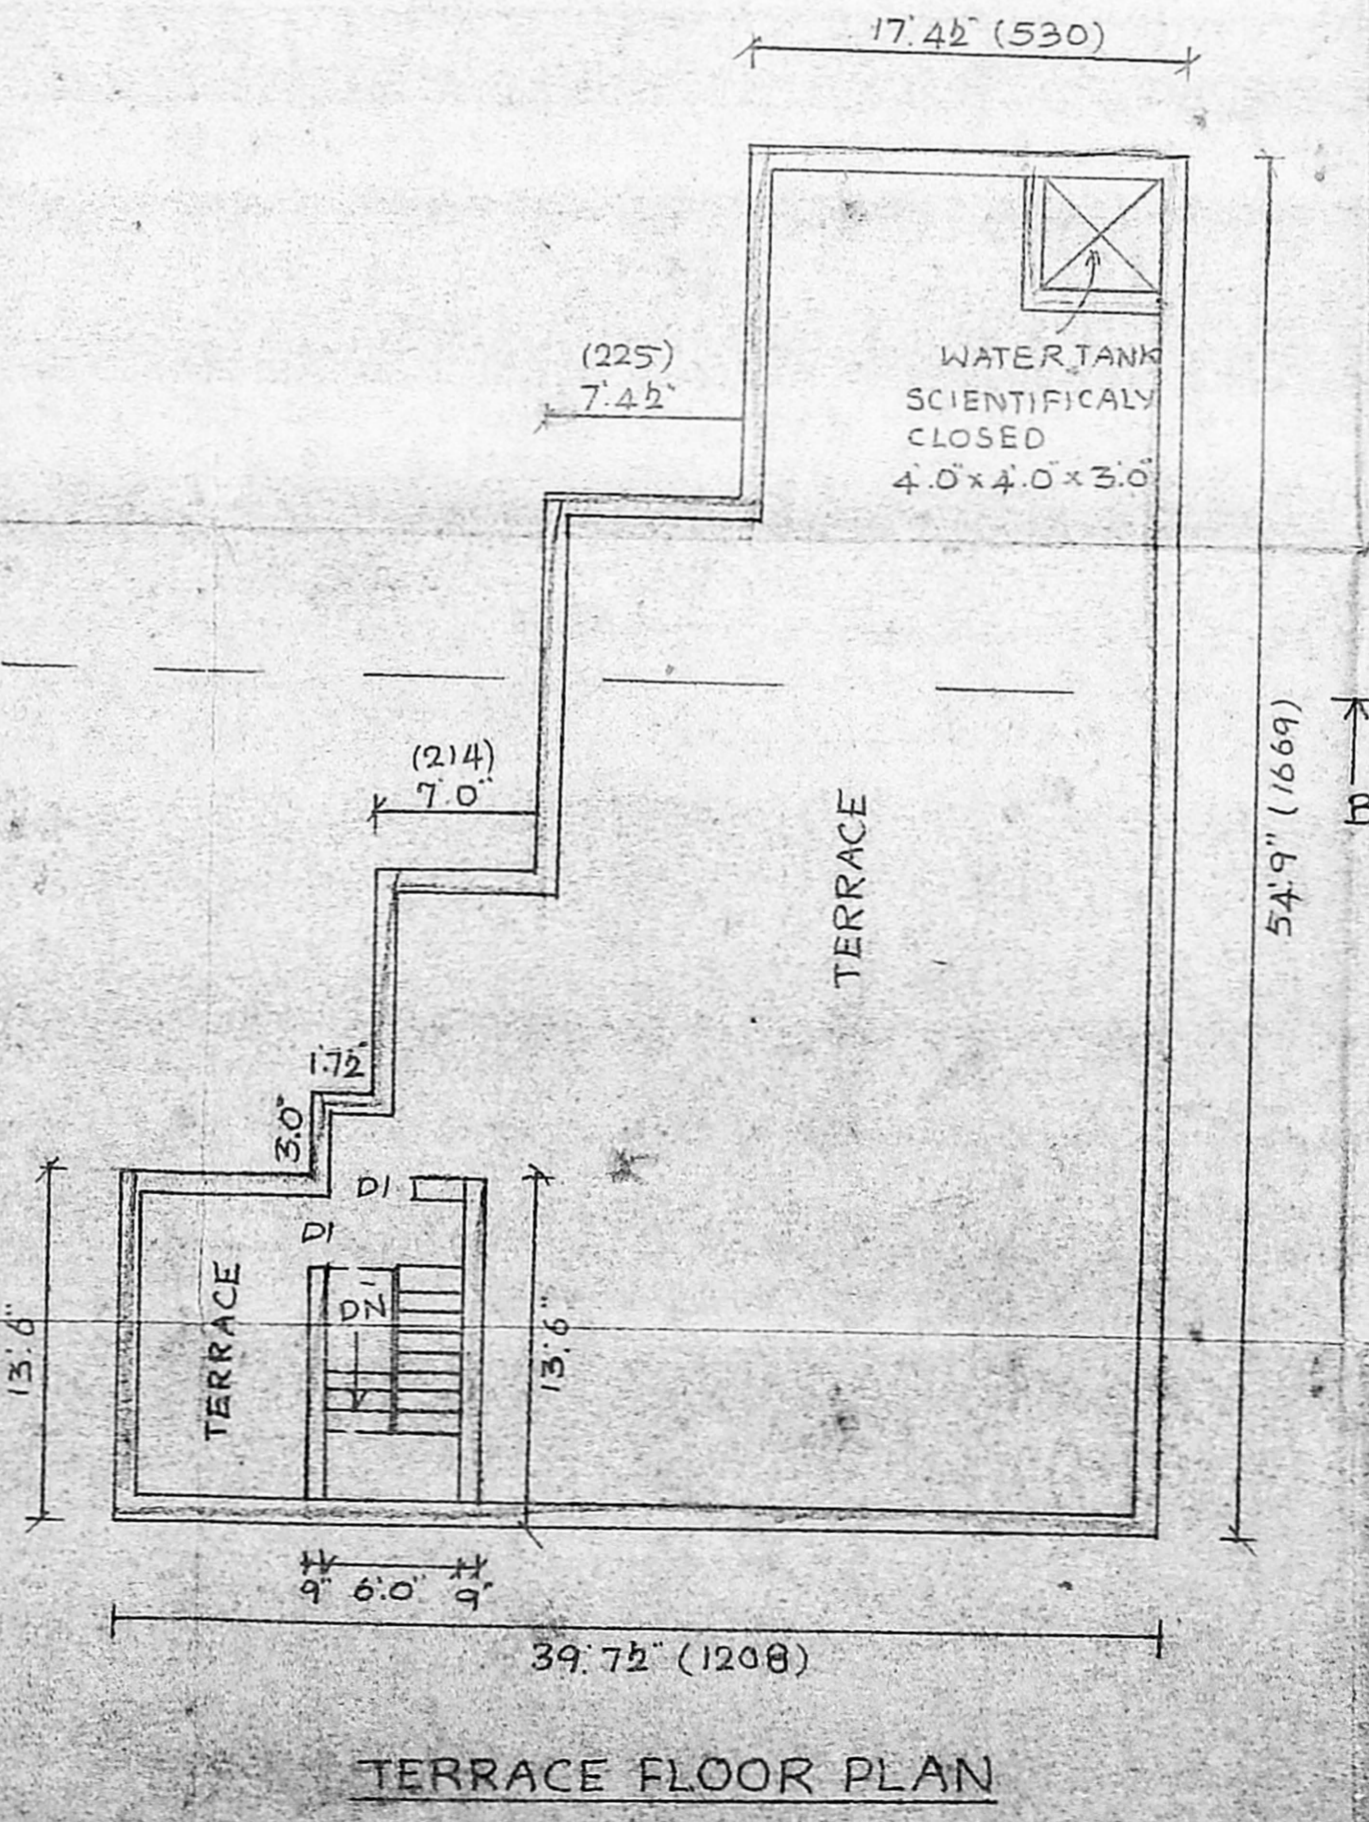 17'.4½" (530)
(225)
7'.4½"
WATER TANK
SCIENTIFICALY
CLOSED
4'.0"x4'.0"x3'.0"
(214)
7'.0"
54'.9" (1669)
TERRACE
1'.7½"
3'.0"
D1
D1
DN
13'.6"
TERRACE
13'.6"
9" 6'.0" 9"
39'.7½" (1208)
TERRACE FLOOR PLAN